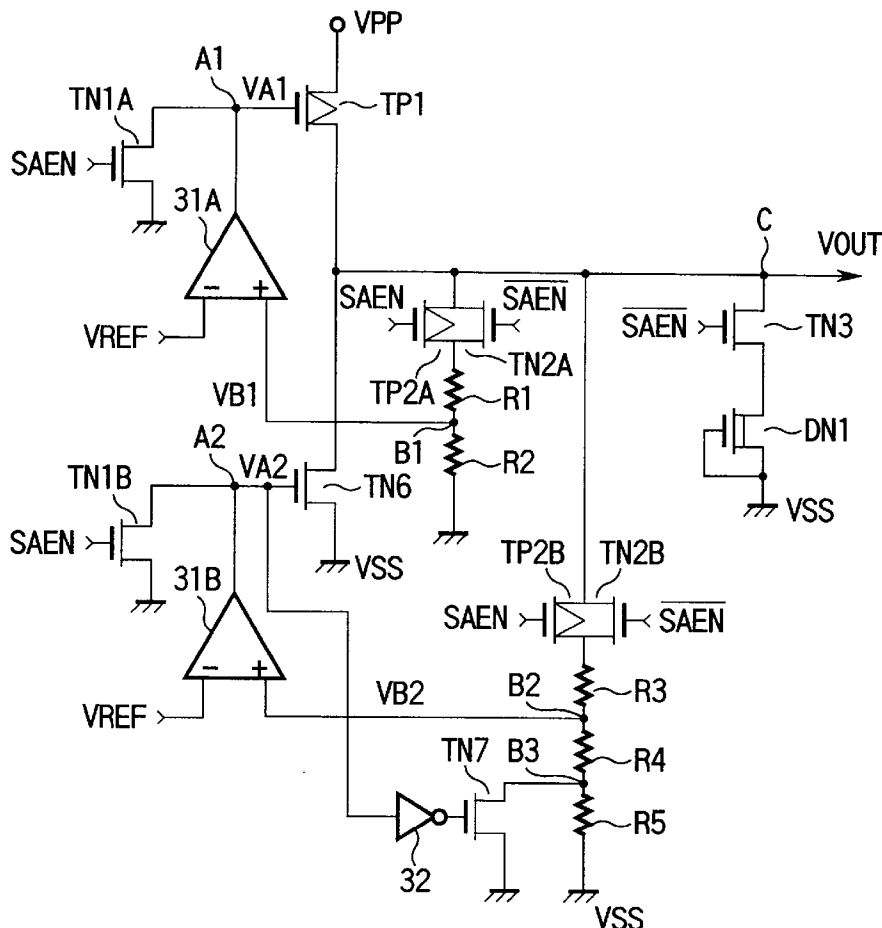 VPP
A1
VA1
TP1
TN1A
SAEN
31A
C
VOUT
SAEN
SAEN
SAEN
TN3
VREF
TP2A
TN2A
R1
VB1
B1
DN1
A2
VA2
R2
TN1B
TN6
VSS
SAEN
VSS
TP2B
TN2B
31B
SAEN
SAEN
R3
VB2
B2
VREF
TN7
B3
R4
R5
32
VSS